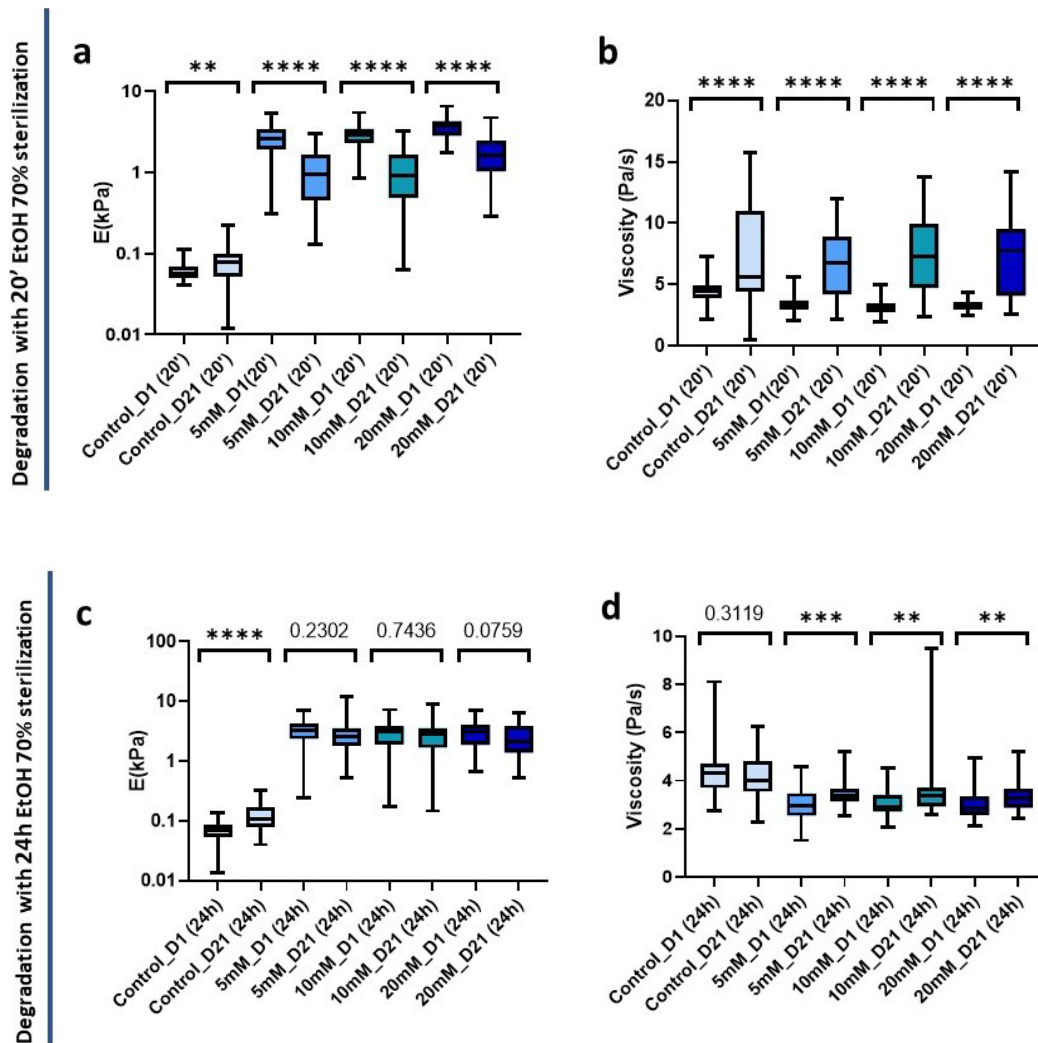 Degradation with 20' EtOH 70% sterilization
a
** **** **** ****
E(kPa)
10
1
0.1
0.01
Control_D1 (20')
Control_D21 (20')
5mM_D1(20')
5mM_D21 (20')
10mM_D1 (20')
10mM_D21 (20')
20mM_D1 (20')
20mM_D21 (20')
b
**** **** **** ****
Viscosity (Pa/s)
20
15
10
5
0
Control_D1 (20')
Control_D21 (20')
5mM_D1(20')
5mM_D21 (20')
10mM_D1 (20')
10mM_D21 (20')
20mM_D1 (20')
20mM_D21 (20')
Degradation with 24h EtOH 70% sterilization
c
**** 0.2302 0.7436 0.0759
E(kPa)
100
10
1
0.1
0.01
Control_D1 (24h)
Control_D21 (24h)
5mM_D1 (24h)
5mM_D21 (24h)
10mM_D1 (24h)
10mM_D21 (24h)
20mM_D1 (24h)
20mM_D21 (24h)
d
0.3119 *** ** **
Viscosity (Pa/s)
10
8
6
4
2
0
Control_D1 (24h)
Control_D21 (24h)
5mM_D1 (24h)
5mM_D21 (24h)
10mM_D1 (24h)
10mM_D21 (24h)
20mM_D1 (24h)
20mM_D21 (24h)